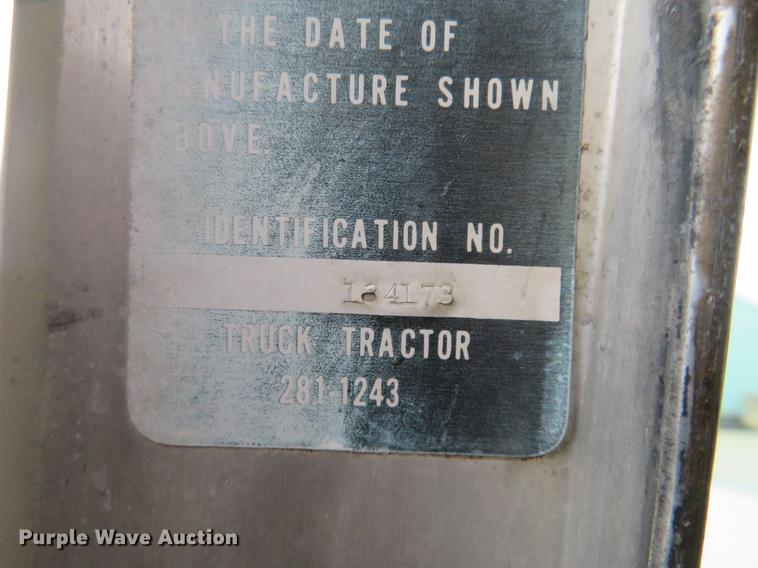 THE DATE OF
NUFACTURE SHOWN
BOVE
IDENTIFICATION NO.
184173
TRUCK TRACTOR
281-1243
Purple Wave Auction